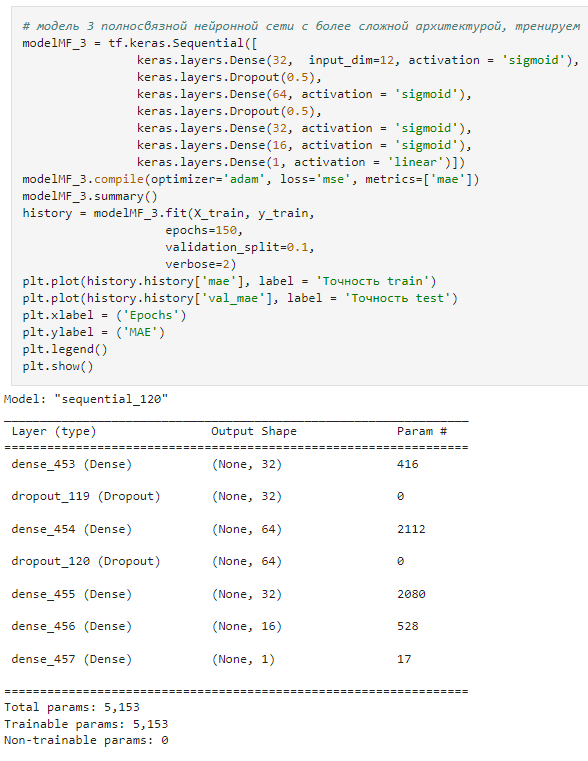 # модель 3 полносвязной нейронной сети с более сложной архитектурой, тренируем
modelMF_3 = tf.keras.Sequential([
                keras.layers.Dense(32,  input_dim=12, activation = 'sigmoid'),
                keras.layers.Dropout(0.5),
                keras.layers.Dense(64, activation = 'sigmoid'),
                keras.layers.Dropout(0.5),
                keras.layers.Dense(32, activation = 'sigmoid'),
                keras.layers.Dense(16, activation = 'sigmoid'),
                keras.layers.Dense(1, activation = 'linear')])
modelMF_3.compile(optimizer='adam', loss='mse', metrics=['mae'])
modelMF_3.summary()
history = modelMF_3.fit(X_train, y_train,
                    epochs=150,
                    validation_split=0.1,
                    verbose=2)
plt.plot(history.history['mae'], label = 'Точность train')
plt.plot(history.history['val_mae'], label = 'Точность test')
plt.xlabel = ('Epochs')
plt.ylabel = ('MAE')
plt.legend()
plt.show()
Model: "sequential_120"
_________________________________________________________________
 Layer (type)                Output Shape              Param #
=================================================================
 dense_453 (Dense)           (None, 32)                416
 dropout_119 (Dropout)       (None, 32)                0
 dense_454 (Dense)           (None, 64)                2112
 dropout_120 (Dropout)       (None, 64)                0
 dense_455 (Dense)           (None, 32)                2080
 dense_456 (Dense)           (None, 16)                528
 dense_457 (Dense)           (None, 1)                 17
=================================================================
Total params: 5,153
Trainable params: 5,153
Non-trainable params: 0